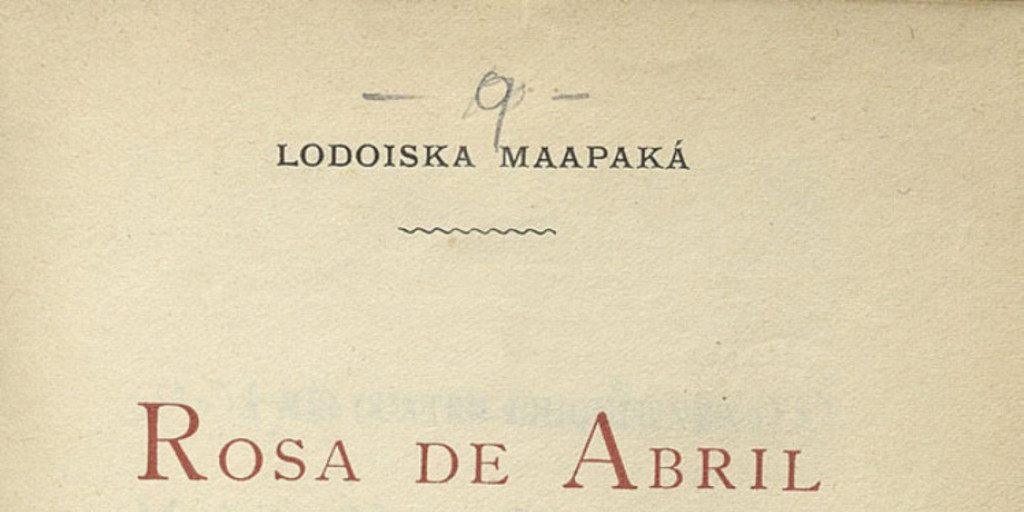 — 9 —
LODOISKA MAAPAKÁ
ROSA DE ABRIL